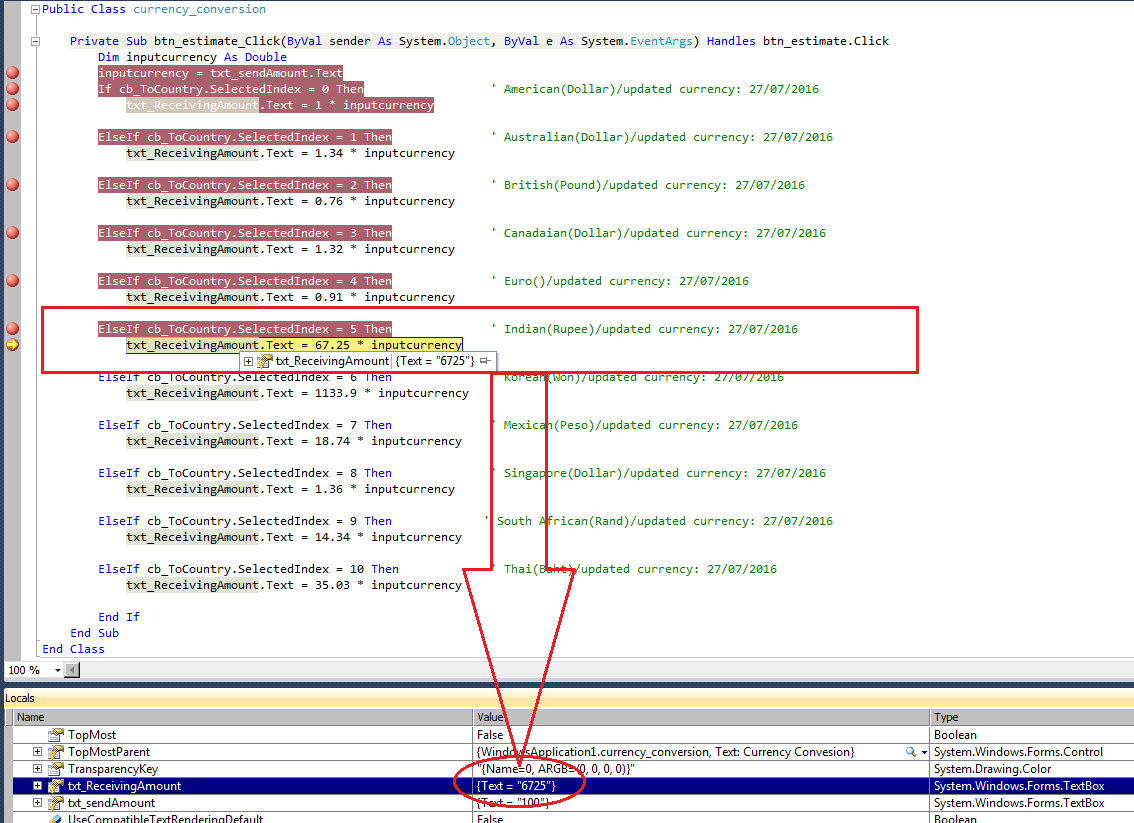 Public Class currency_conversion
Private Sub btn_estimate_Click(ByVal sender As System.Object, ByVal e As System.EventArgs) Handles btn_estimate.Click
Dim inputcurrency As Double
inputcurrency = txt_sendAmount.Text
If cb_ToCountry.SelectedIndex = 0 Then ' American(Dollar)/updated currency: 27/07/2016
txt_ReceivingAmount.Text = 1 * inputcurrency
ElseIf cb_ToCountry.SelectedIndex = 1 Then ' Australian(Dollar)/updated currency: 27/07/2016
txt_ReceivingAmount.Text = 1.34 * inputcurrency
ElseIf cb_ToCountry.SelectedIndex = 2 Then ' British(Pound)/updated currency: 27/07/2016
txt_ReceivingAmount.Text = 0.76 * inputcurrency
ElseIf cb_ToCountry.SelectedIndex = 3 Then ' Canadaian(Dollar)/updated currency: 27/07/2016
txt_ReceivingAmount.Text = 1.32 * inputcurrency
ElseIf cb_ToCountry.SelectedIndex = 4 Then ' Euro()/updated currency: 27/07/2016
txt_ReceivingAmount.Text = 0.91 * inputcurrency
ElseIf cb_ToCountry.SelectedIndex = 5 Then ' Indian(Rupee)/updated currency: 27/07/2016
txt_ReceivingAmount.Text = 67.25 * inputcurrency
txt_ReceivingAmount {Text = "6725"}
ElseIf cb_ToCountry.SelectedIndex = 6 Then ' Korean(Won)/updated currency: 27/07/2016
txt_ReceivingAmount.Text = 1133.9 * inputcurrency
ElseIf cb_ToCountry.SelectedIndex = 7 Then ' Mexican(Peso)/updated currency: 27/07/2016
txt_ReceivingAmount.Text = 18.74 * inputcurrency
ElseIf cb_ToCountry.SelectedIndex = 8 Then ' Singapore(Dollar)/updated currency: 27/07/2016
txt_ReceivingAmount.Text = 1.36 * inputcurrency
ElseIf cb_ToCountry.SelectedIndex = 9 Then ' South African(Rand)/updated currency: 27/07/2016
txt_ReceivingAmount.Text = 14.34 * inputcurrency
ElseIf cb_ToCountry.SelectedIndex = 10 Then ' Thai(Baht)/updated currency: 27/07/2016
txt_ReceivingAmount.Text = 35.03 * inputcurrency
End If
End Sub
End Class
100 %
Locals
Name Value Type
TopMost False Boolean
TopMostParent {WindowsApplication1.currency_conversion, Text: Currency Convesion} System.Windows.Forms.Control
TransparencyKey "{Name=0, ARGB=(0, 0, 0, 0)}" System.Drawing.Color
txt_ReceivingAmount {Text = "6725"} System.Windows.Forms.TextBox
txt_sendAmount {Text = "100"} System.Windows.Forms.TextBox
UseCompatibleTextRenderingDefault False Boolean